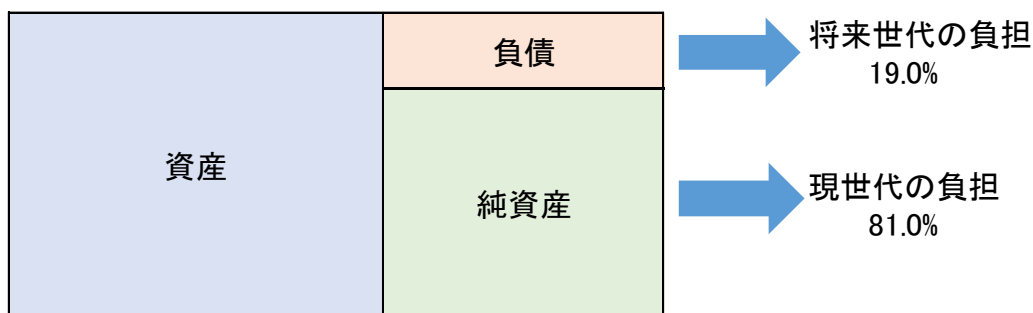 負債
将来世代の負担
19.0%
資産
純資産
現世代の負担
81.0%